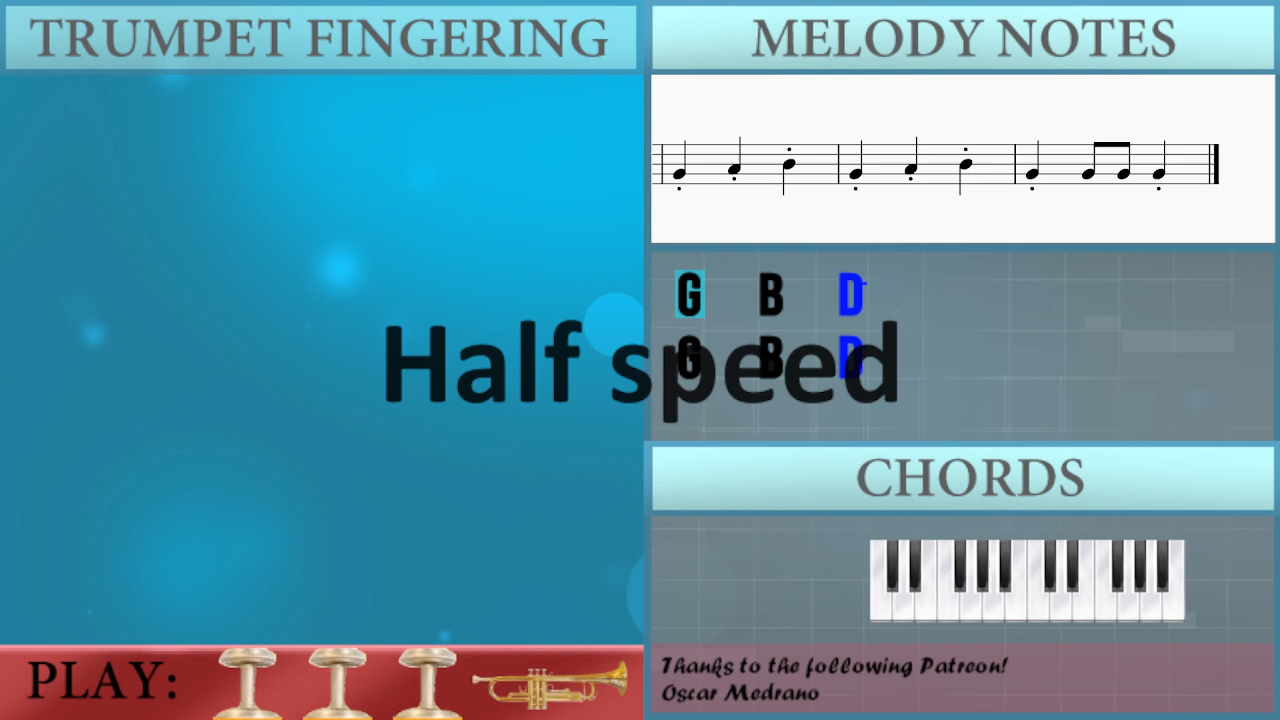 TRUMPET FINGERING
MELODY NOTES
G B D
G B D
Half speed
CHORDS
PLAY:
Thanks to the following Patreon!
Oscar Medrano